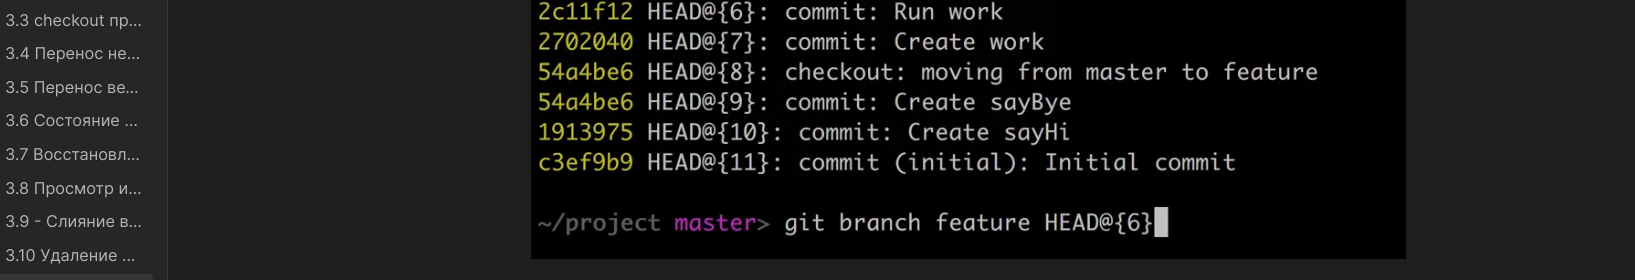 3.3 checkout пр...
3.4 Перенос не...
3.5 Перенос ве...
3.6 Состояние ...
3.7 Восстановл...
3.8 Просмотр и...
3.9 - Слияние в...
3.10 Удаление ...
2c11f12 HEAD@{6}: commit: Run work
2702040 HEAD@{7}: commit: Create work
54a4be6 HEAD@{8}: checkout: moving from master to feature
54a4be6 HEAD@{9}: commit: Create sayBye
1913975 HEAD@{10}: commit: Create sayHi
c3ef9b9 HEAD@{11}: commit (initial): Initial commit
~/project master> git branch feature HEAD@{6}